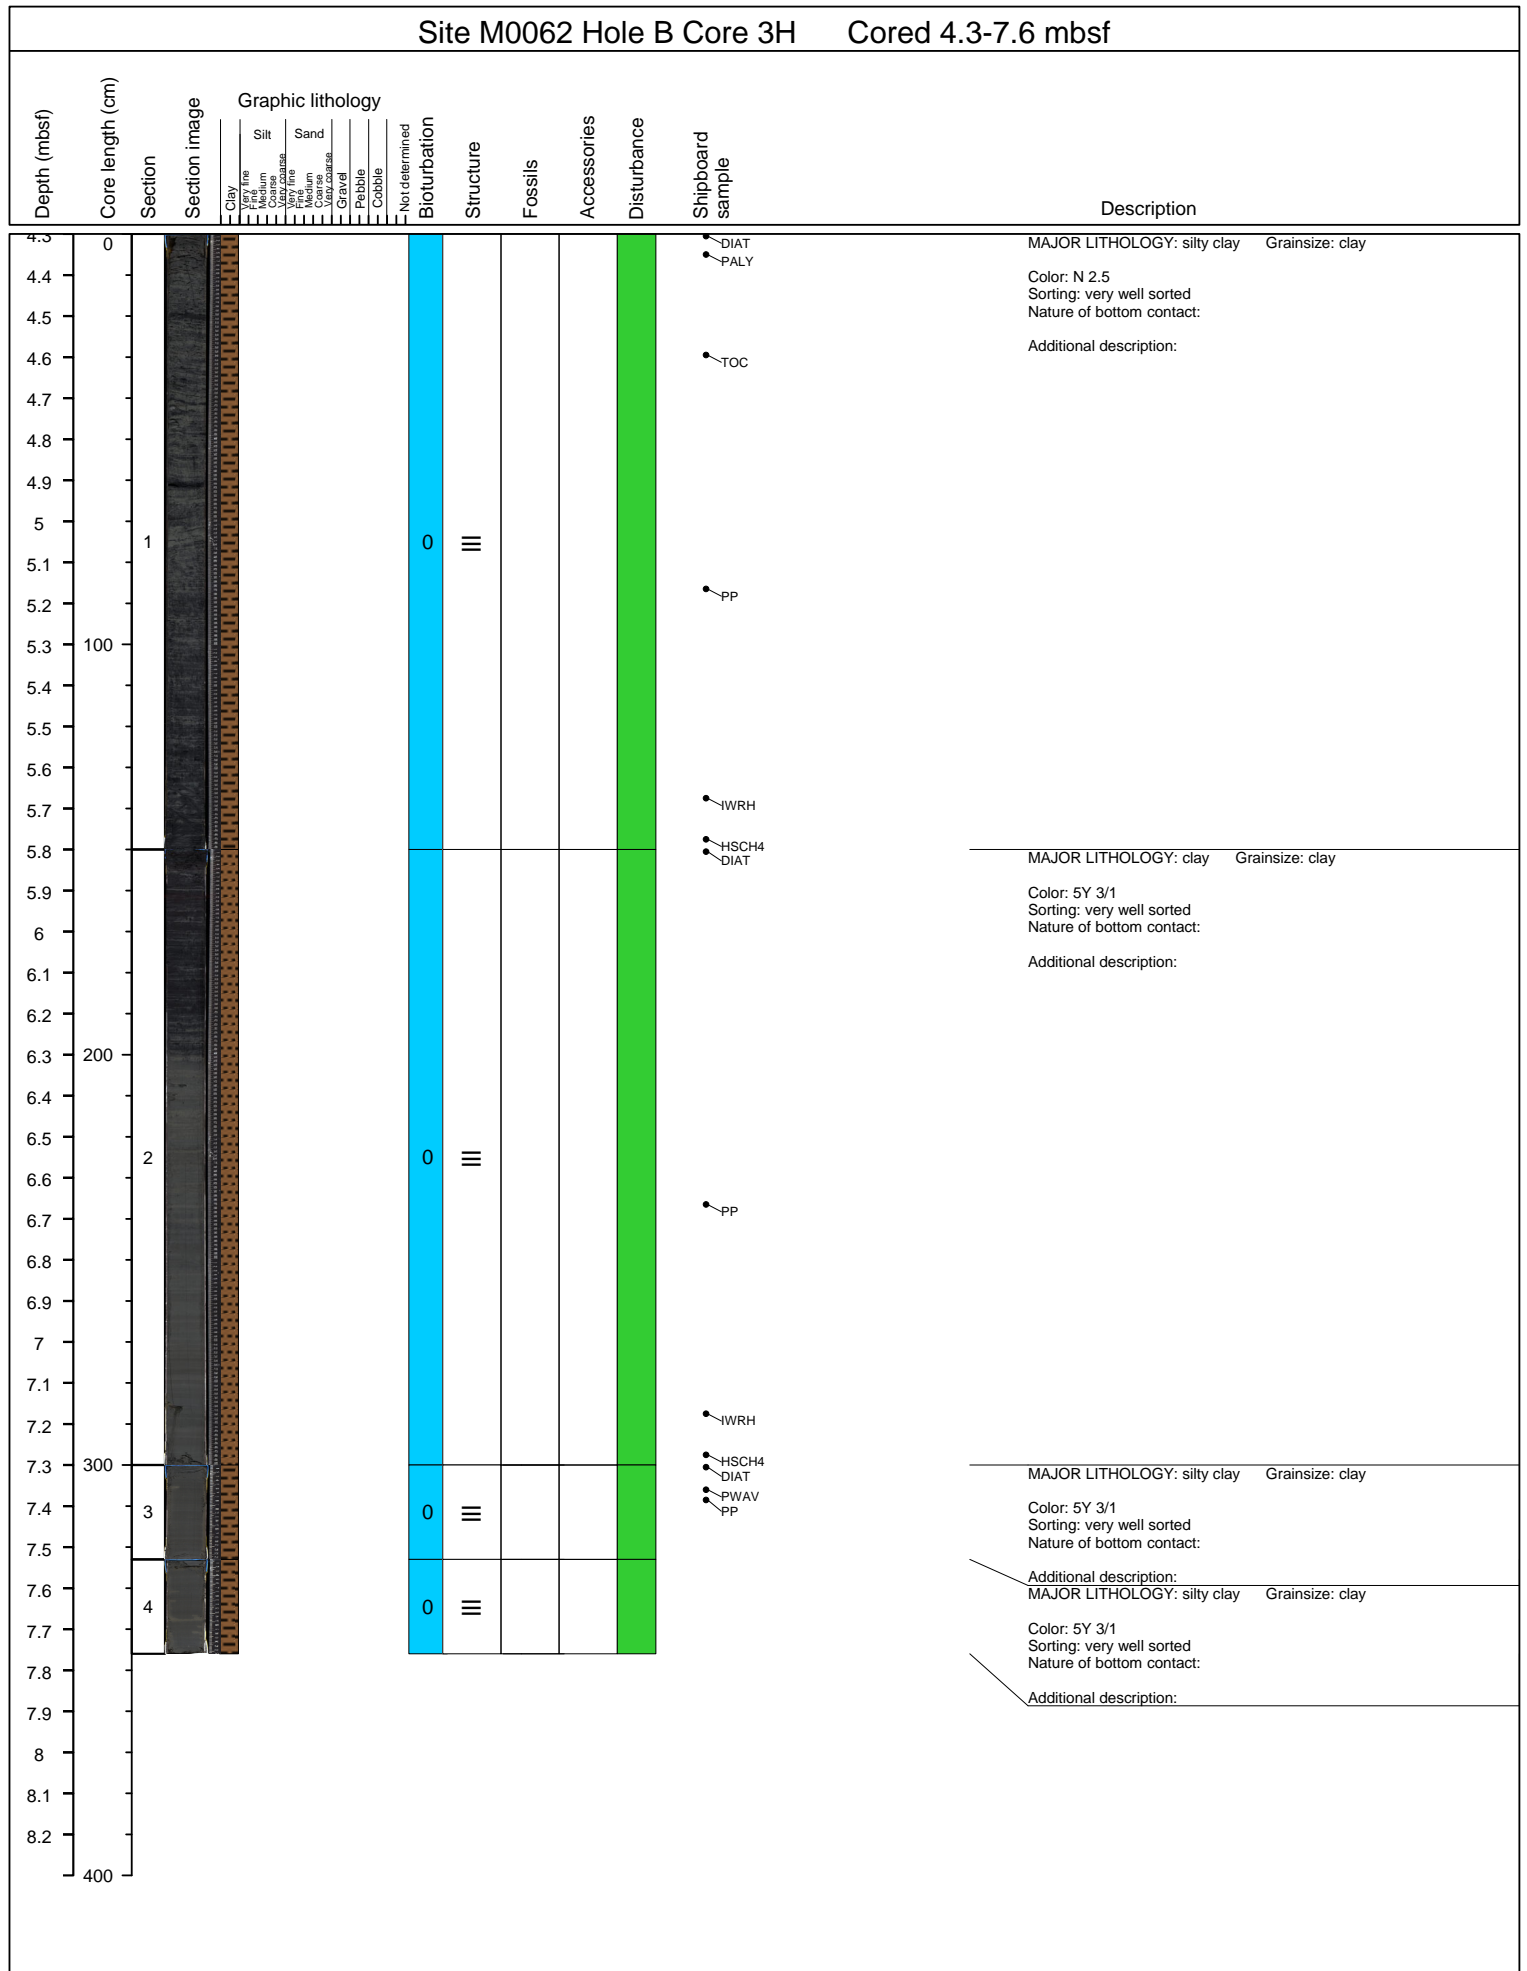 Site M0062 Hole B Core 3H Cored 4.3-7.6 mbsf
Depth (mbsf)
Core length (cm)
Section
Section image
Graphic lithology
Clay
Silt
Very fine
Fine
Medium
Coarse
Very coarse
Sand
Very fine
Fine
Medium
Coarse
Very coarse
Gravel
Pebble
Cobble
Not determined
Bioturbation
Structure
Fossils
Accessories
Disturbance
Shipboard
sample
Description
4.3
4.4
4.5
4.6
4.7
4.8
4.9
5
5.1
5.2
5.3
5.4
5.5
5.6
5.7
5.8
5.9
6
6.1
6.2
6.3
6.4
6.5
6.6
6.7
6.8
6.9
7
7.1
7.2
7.3
7.4
7.5
7.6
7.7
7.8
7.9
8
8.1
8.2
0
100
200
300
400
1
2
3
4
0
0
0
0
DIAT
PALY
TOC
PP
IWRH
HSCH4
DIAT
PP
IWRH
HSCH4
DIAT
PWAV
PP
MAJOR LITHOLOGY: silty clay Grainsize: clay
Color: N 2.5
Sorting: very well sorted
Nature of bottom contact:
Additional description:
MAJOR LITHOLOGY: clay Grainsize: clay
Color: 5Y 3/1
Sorting: very well sorted
Nature of bottom contact:
Additional description:
MAJOR LITHOLOGY: silty clay Grainsize: clay
Color: 5Y 3/1
Sorting: very well sorted
Nature of bottom contact:
Additional description:
MAJOR LITHOLOGY: silty clay Grainsize: clay
Color: 5Y 3/1
Sorting: very well sorted
Nature of bottom contact:
Additional description: